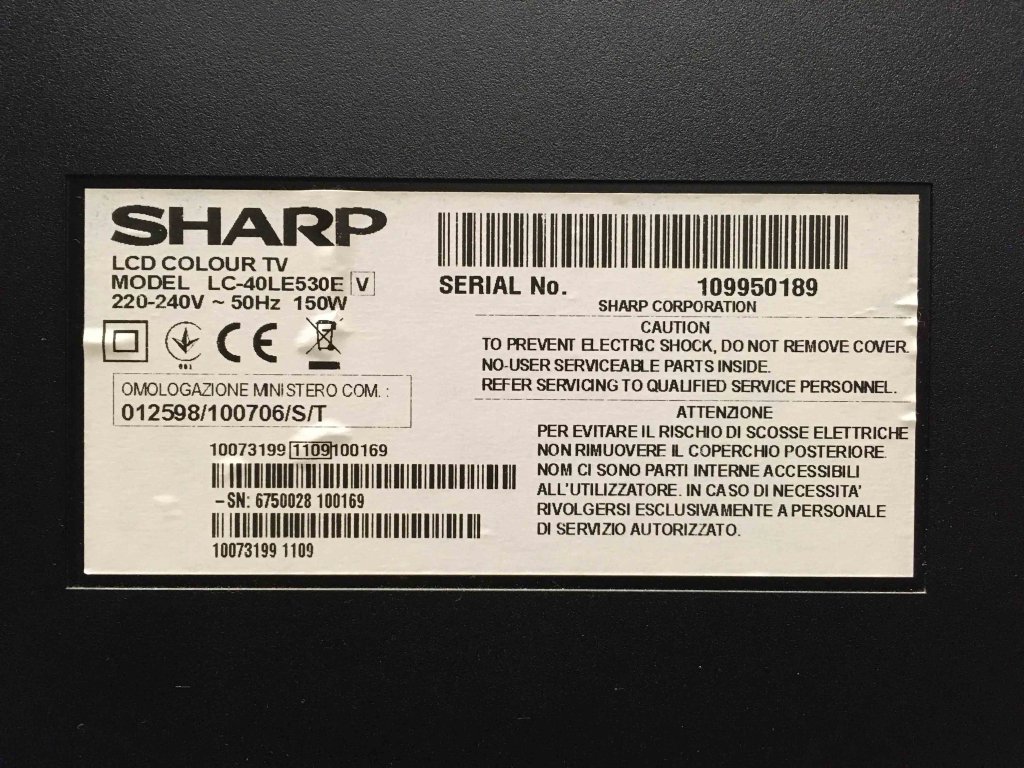 SHARP
LCD COLOUR TV
MODEL LC-40LE530E V
220-240V ~ 50Hz 150W
CE
OMOLOGAZIONE MINISTERO COM. :
012598/100706/S/T
10073199 1109 100169
-SN: 6750028 100169
10073199 1109
SERIAL No. 109950189
SHARP CORPORATION
CAUTION
TO PREVENT ELECTRIC SHOCK, DO NOT REMOVE COVER.
NO-USER SERVICEABLE PARTS INSIDE.
REFER SERVICING TO QUALIFIED SERVICE PERSONNEL.
ATTENZIONE
PER EVITARE IL RISCHIO DI SCOSSE ELETTRICHE
NON RIMUOVERE IL COPERCHIO POSTERIORE.
NOM CI SONO PARTI INTERNE ACCESSIBILI
ALL'UTILIZZATORE. IN CASO DI NECESSITA'
RIVOLGERSI ESCLUSIVAMENTE A PERSONALE
DI SERVIZIO AUTORIZZATO.